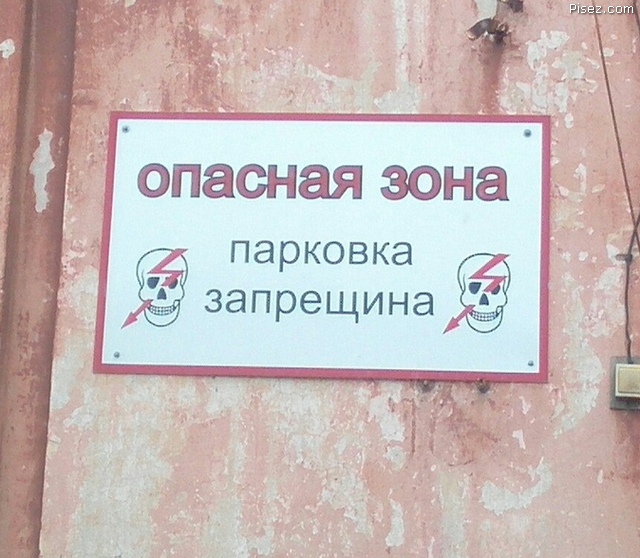 Pisez.com
опасная зона
парковка
запрещина